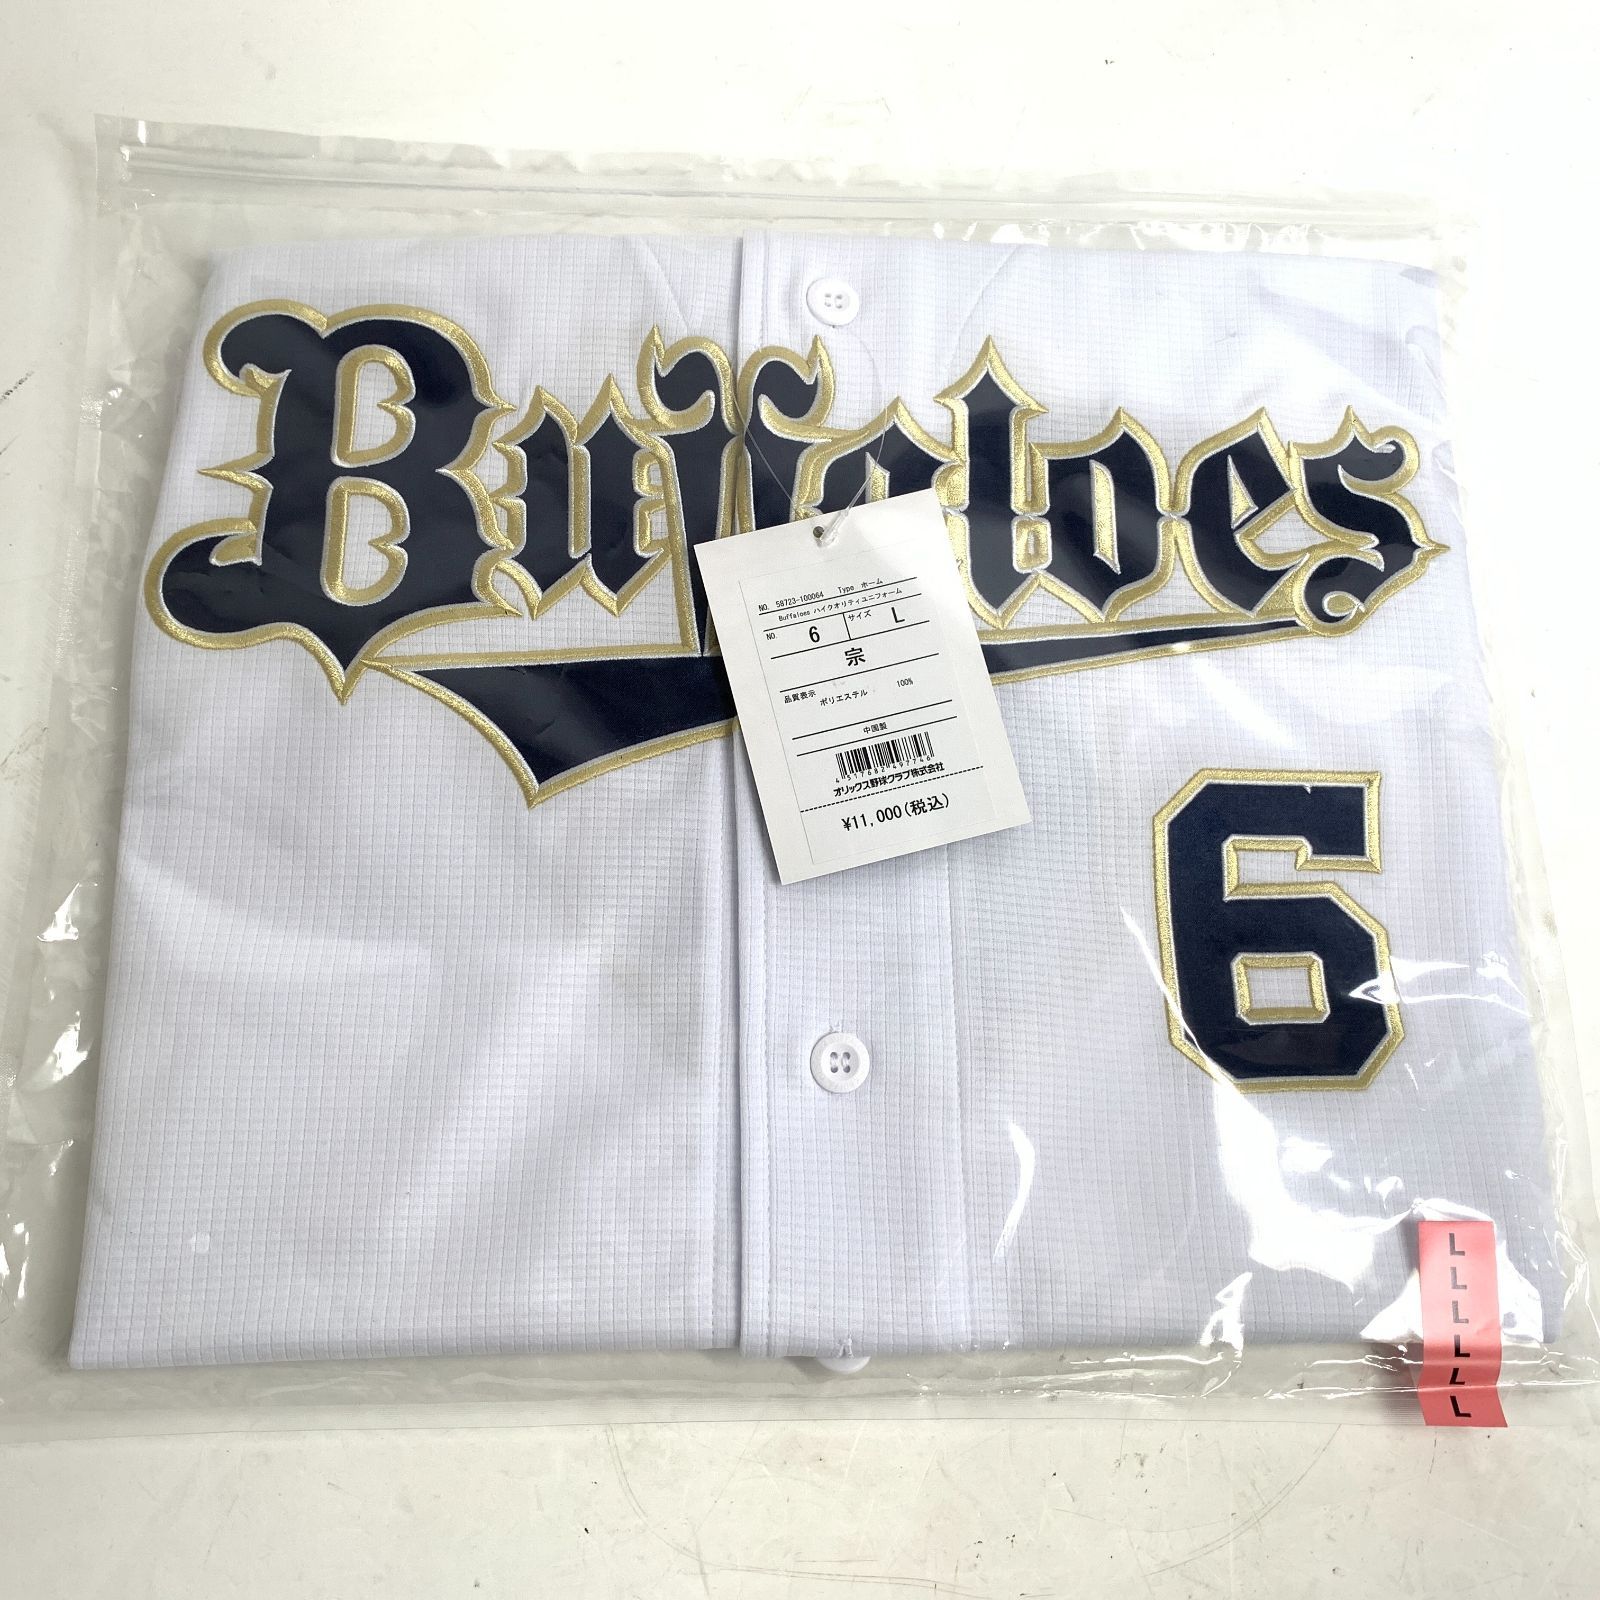 Buffaloes
NO. 58723-100064 Type ホーム
Buffaloes ハイクオリティユニフォーム
NO. 6 サイズ L
宗
品質表示 ポリエステル 100%
中国製
4 517682 497746
オリックス野球クラブ株式会社
¥11,000(税込)
6
L
L
L
L
L
L